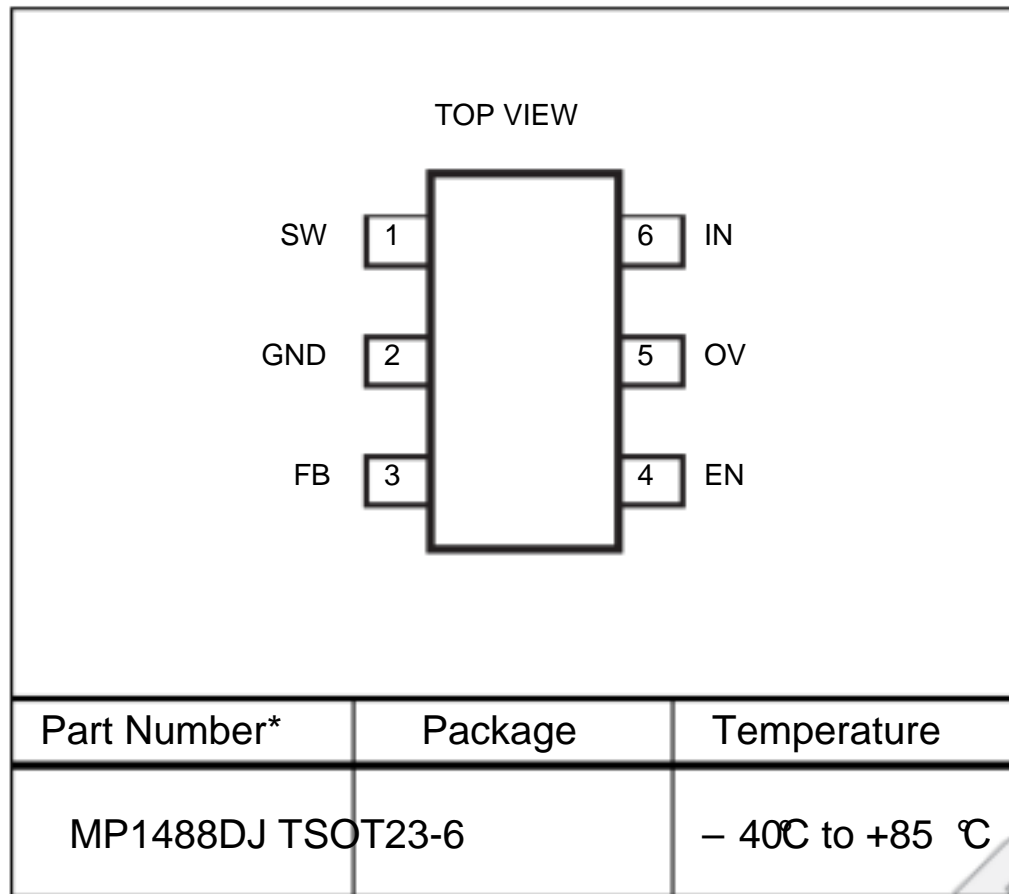 TOP VIEW
SW 1 6 IN
GND 2 5 OV
FB 3 4 EN
Part Number* Package Temperature
MP1488DJ TSOT23-6 – 40°C to +85 °C